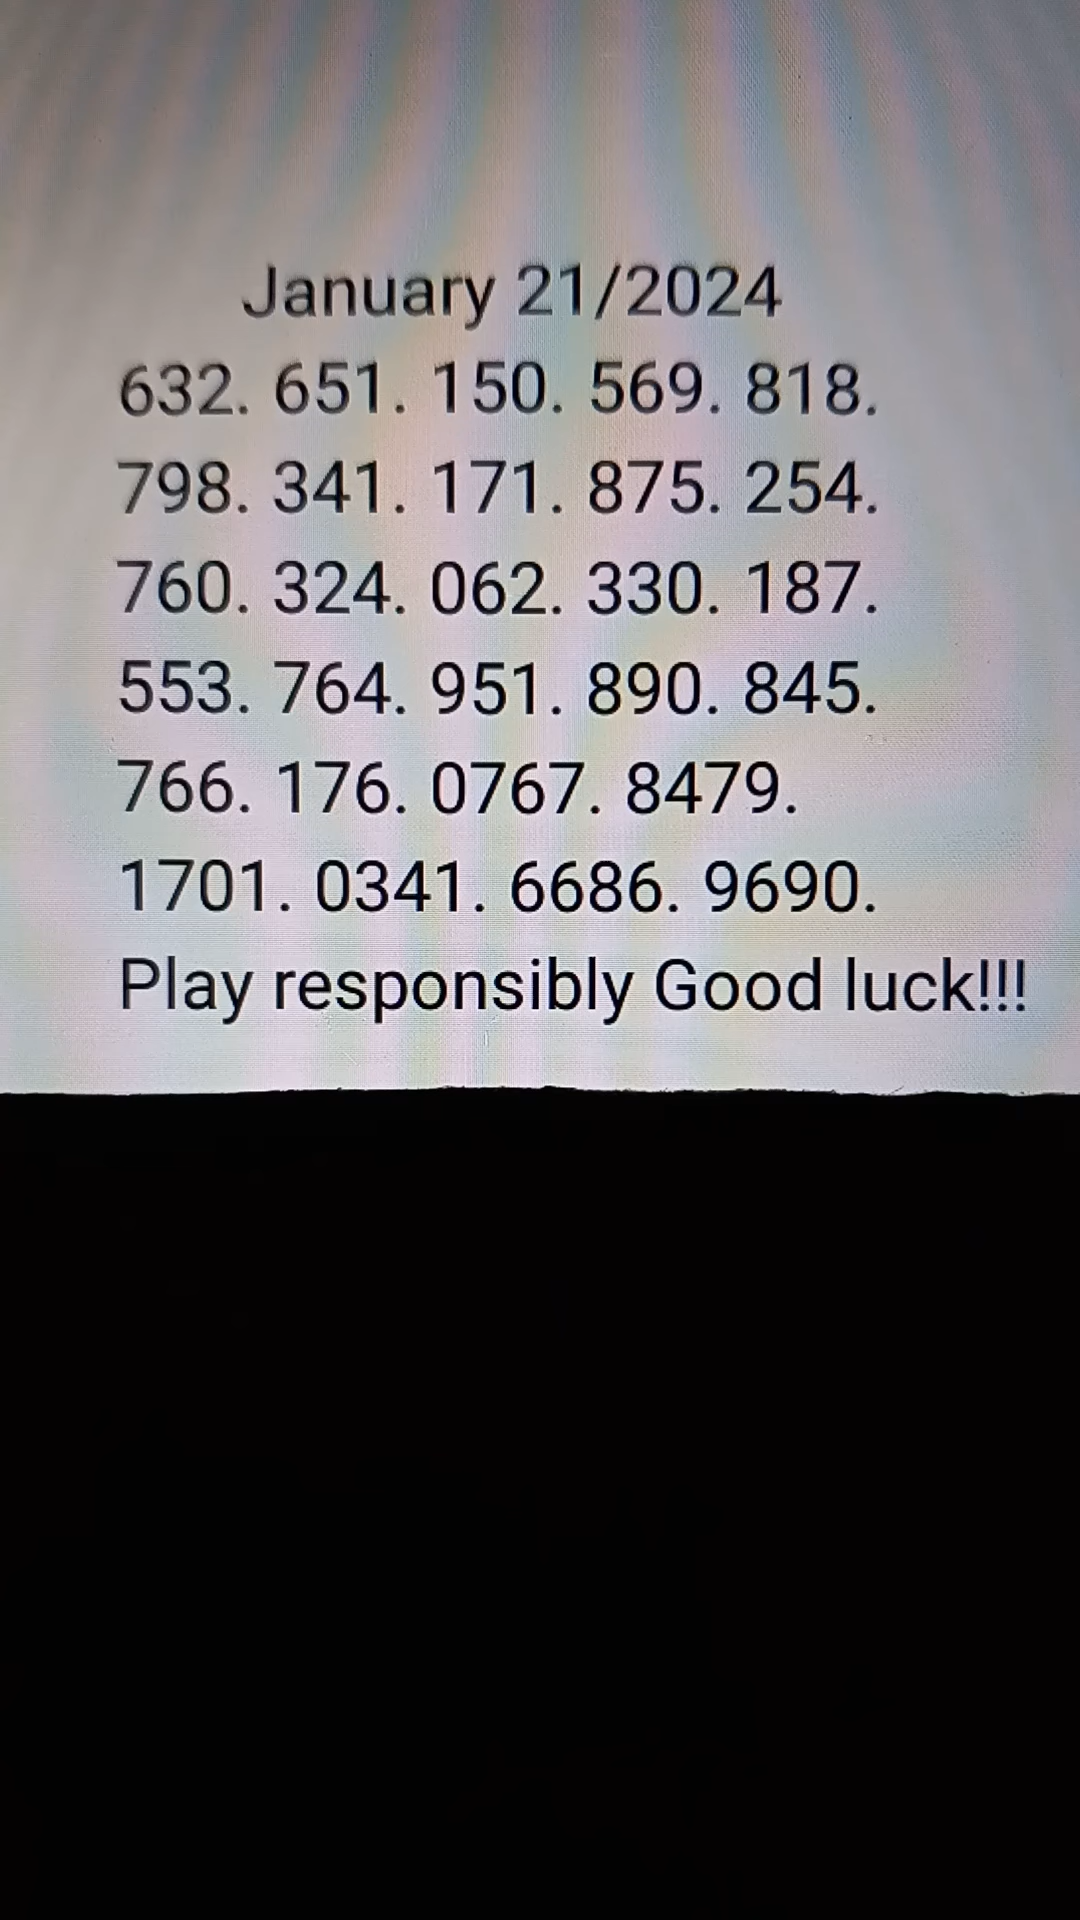 January 21/2024
632. 651. 150. 569. 818.
798. 341. 171. 875. 254.
760. 324. 062. 330. 187.
553. 764. 951. 890. 845.
766. 176. 0767. 8479.
1701. 0341. 6686. 9690.
Play responsibly Good luck!!!